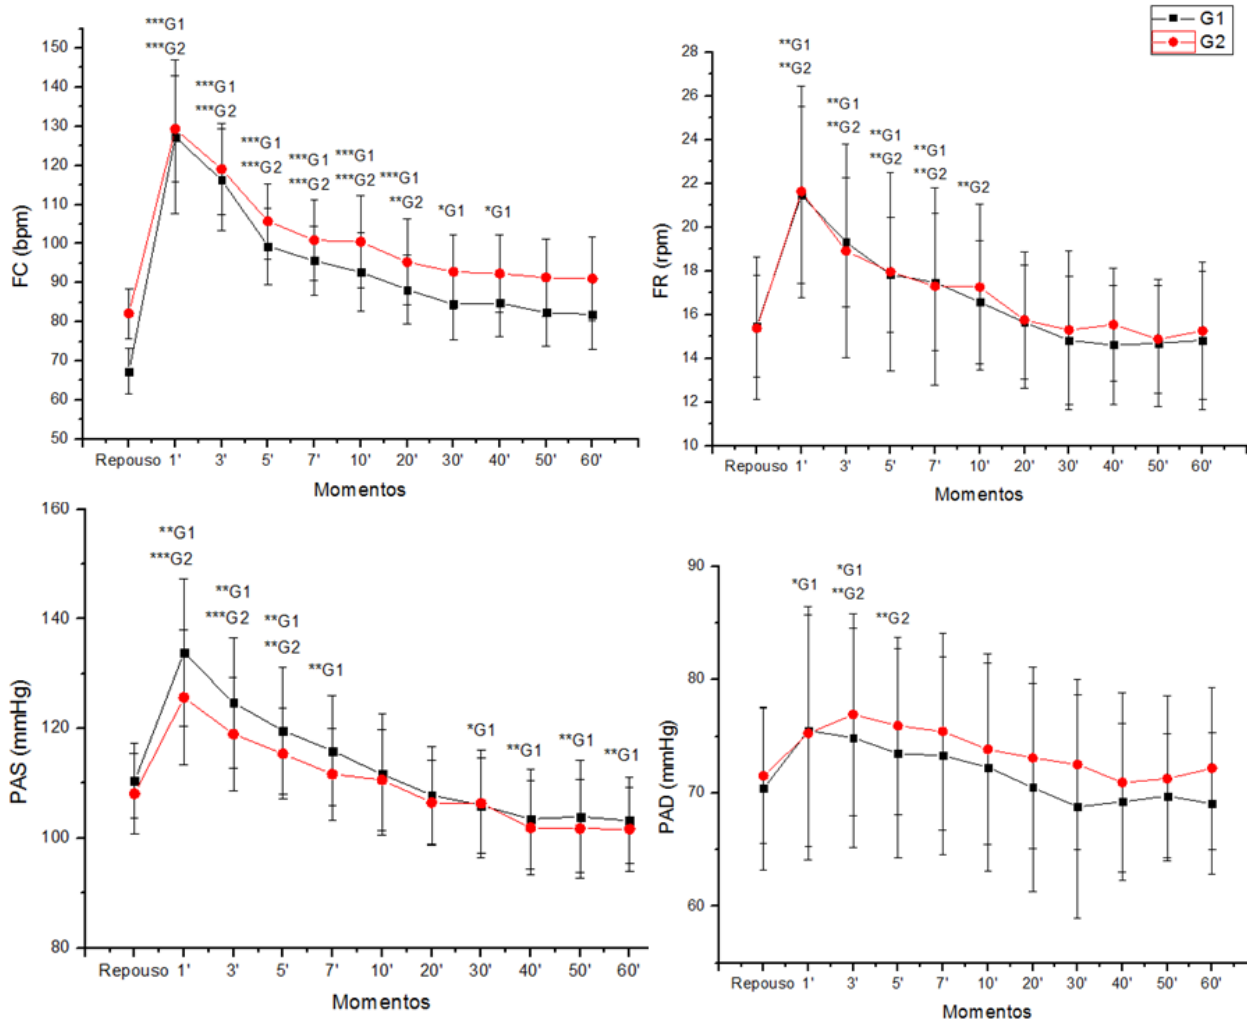 G1
G2
***G1
***G2
***G1
***G2
***G1
***G2
***G1
***G2
***G1
***G2
***G1
**G2
*G1
*G1
150
140
130
120
110
100
90
80
70
60
50
FC (bpm)
Repouso 1' 3' 5' 7' 10' 20' 30' 40' 50' 60'
Momentos
**G1
**G2
**G1
**G2
**G1
**G2
**G1
**G2
**G2
28
26
24
22
20
18
16
14
12
10
FR (rpm)
Repouso 1' 3' 5' 7' 10' 20' 30' 40' 50' 60'
Momentos
**G1
***G2
**G1
***G2
**G1
**G2
**G1
*G1
**G1
**G1
**G1
160
140
120
100
80
PAS (mmHg)
Repouso 1' 3' 5' 7' 10' 20' 30' 40' 50' 60'
Momentos
*G1
*G1
**G2
**G2
90
80
70
60
PAD (mmHg)
Repouso 1' 3' 5' 7' 10' 20' 30' 40' 50' 60'
Momentos